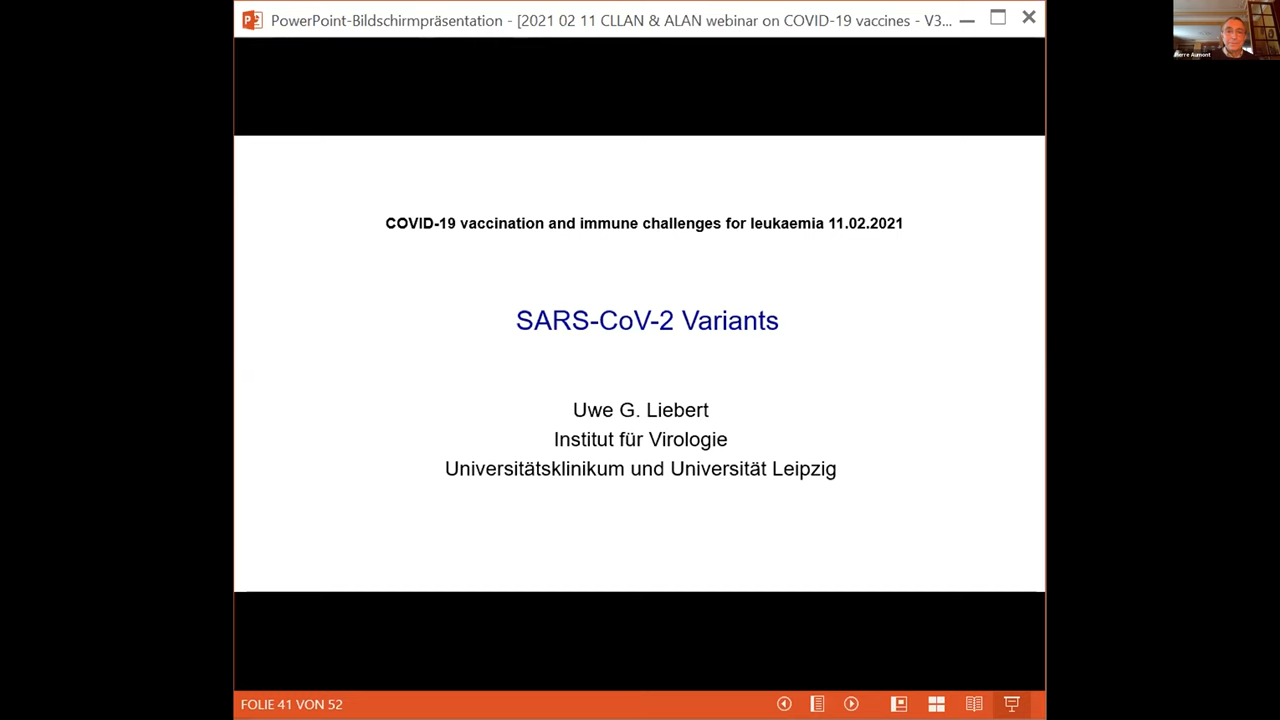 PowerPoint-Bildschirmpräsentation - [2021 02 11 CLLAN & ALAN webinar on COVID-19 vaccines - V3...
Pierre Aumont
COVID-19 vaccination and immune challenges for leukaemia 11.02.2021
SARS-CoV-2 Variants
Uwe G. Liebert
Institut für Virologie
Universitätsklinikum und Universität Leipzig
FOLIE 41 VON 52